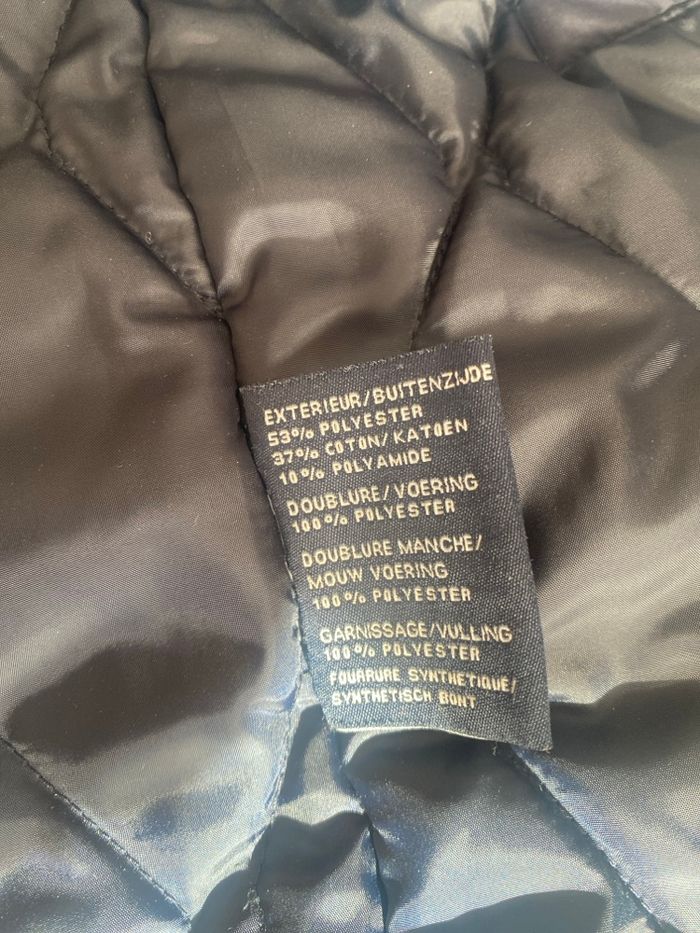 EXTERIEUR/BUITENZIJDE
53% POLYESTER
37% COTON/KATOEN
10% POLYAMIDE
DOUBLURE/VOERING
100% POLYESTER
DOUBLURE MANCHE/
MOUW VOERING
100% POLYESTER
GARNISSAGE/VULLING
100% POLYESTER
FOURRURE SYNTHETIQUE/
SYNTHETISCH BONT